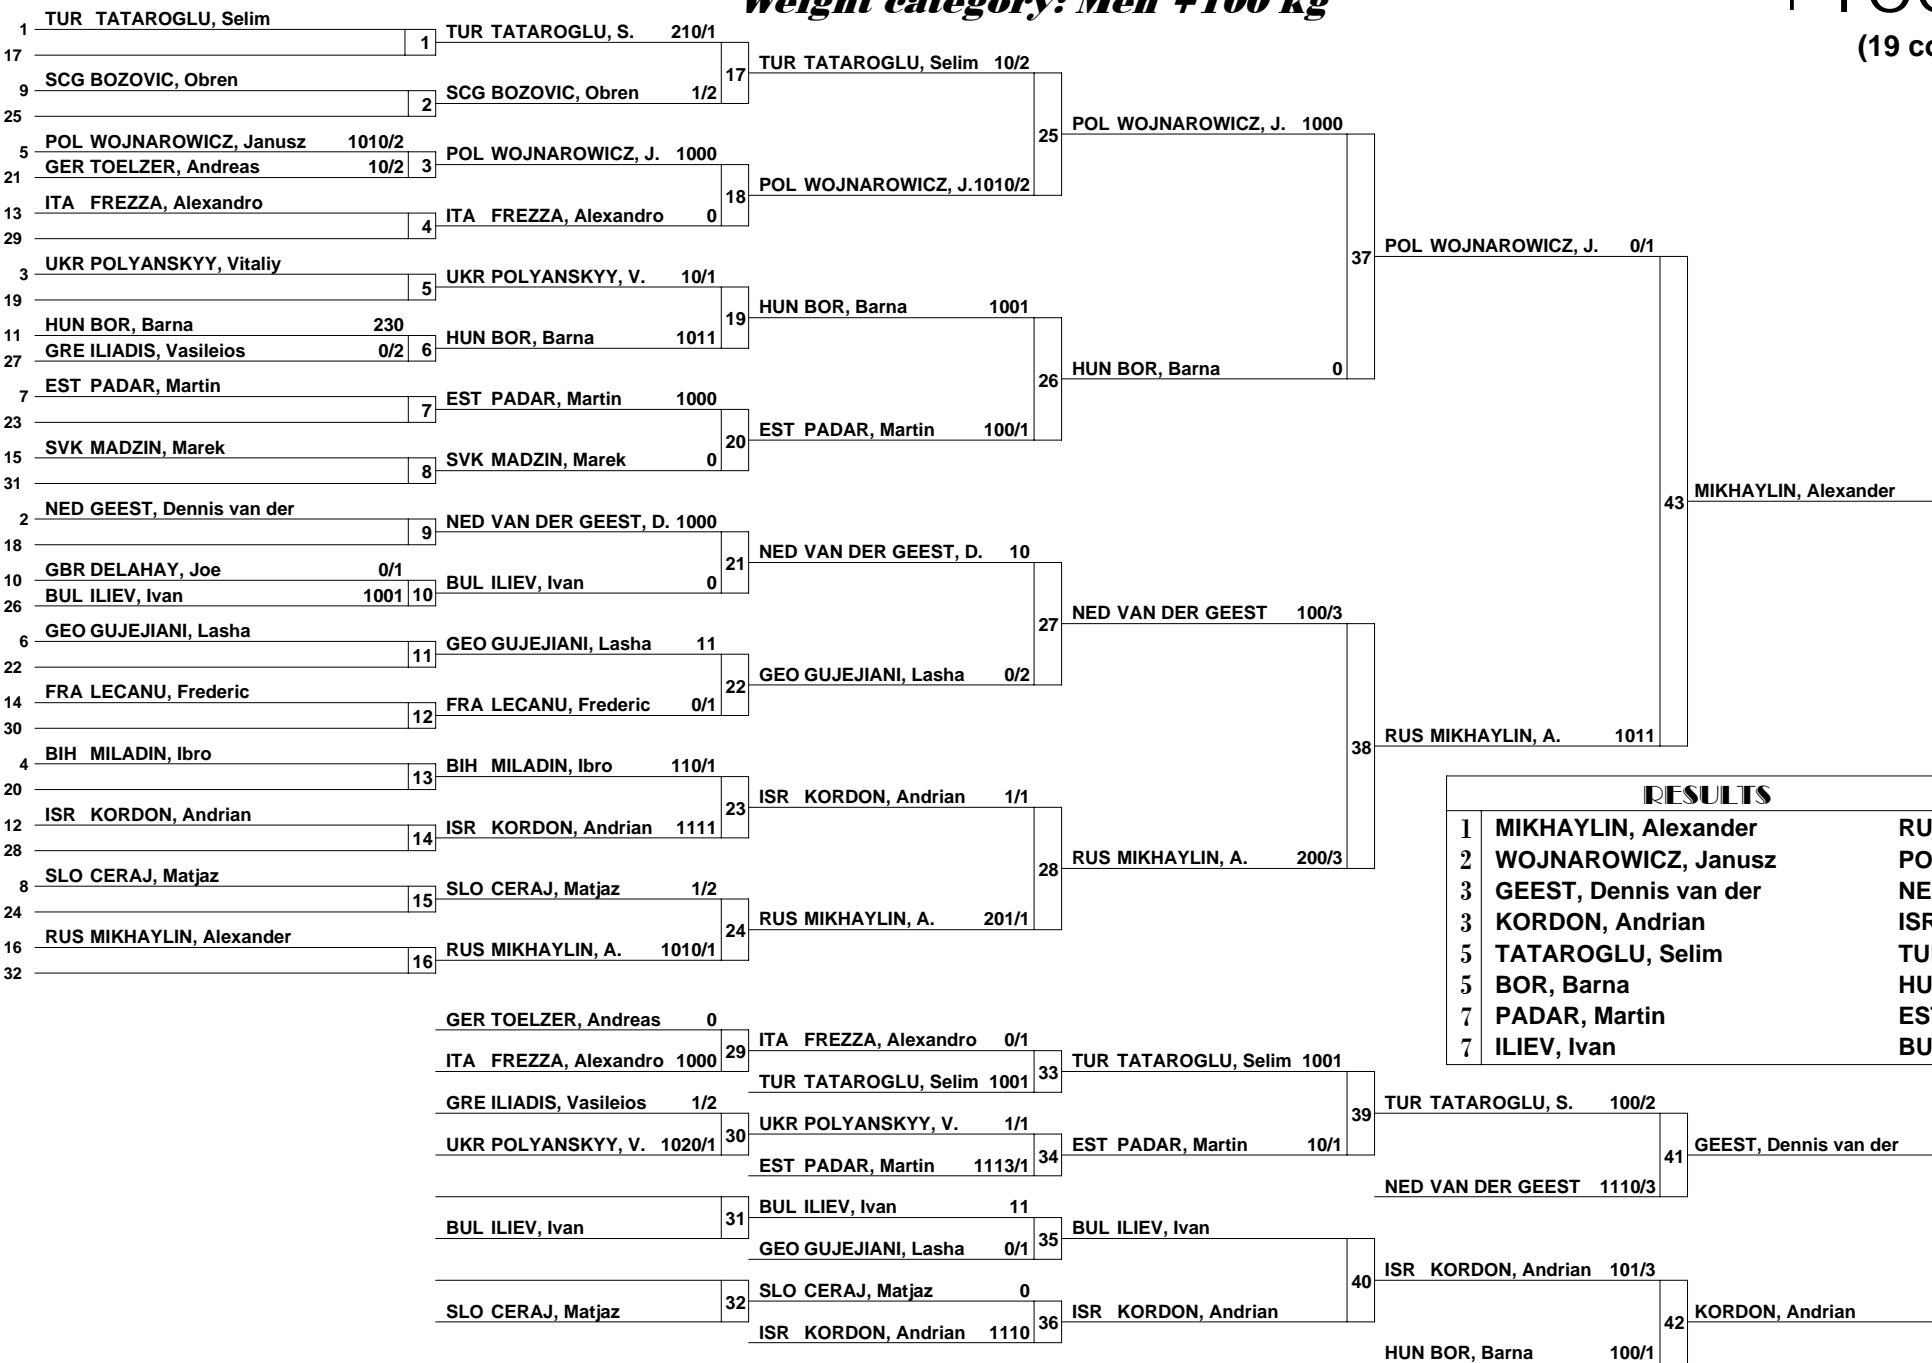 Weight category: Men +100 kg
(19
1 TUR TATAROGLU, Selim
17
1
9 SCG BOZOVIC, Obren
25
2
5 POL WOJNAROWICZ, Janusz 1010/2
21 GER TOELZER, Andreas 10/2 3
13 ITA FREZZA, Alexandro
29
4
3 UKR POLYANSKYY, Vitaliy
19
5
11 HUN BOR, Barna 230
27 GRE ILIADIS, Vasileios 0/2 6
7 EST PADAR, Martin
23
7
15 SVK MADZIN, Marek
31
8
2 NED GEEST, Dennis van der
18
9
10 GBR DELAHAY, Joe 0/1
26 BUL ILIEV, Ivan 1001 10
6 GEO GUJEJIANI, Lasha
22
11
14 FRA LECANU, Frederic
30
12
4 BIH MILADIN, Ibro
20
13
12 ISR KORDON, Andrian
28
14
8 SLO CERAJ, Matjaz
24
15
16 RUS MIKHAYLIN, Alexander
32
16
TUR TATAROGLU, S. 210/1
17
SCG BOZOVIC, Obren 1/2
POL WOJNAROWICZ, J. 1000
18
ITA FREZZA, Alexandro 0
UKR POLYANSKYY, V. 10/1
19
HUN BOR, Barna 1011
EST PADAR, Martin 1000
20
SVK MADZIN, Marek 0
NED VAN DER GEEST, D. 1000
21
BUL ILIEV, Ivan 0
GEO GUJEJIANI, Lasha 11
22
FRA LECANU, Frederic 0/1
BIH MILADIN, Ibro 110/1
23
ISR KORDON, Andrian 1111
SLO CERAJ, Matjaz 1/2
24
RUS MIKHAYLIN, A. 1010/1
TUR TATAROGLU, Selim 10/2
25
POL WOJNAROWICZ, J. 1010/2
HUN BOR, Barna 1001
26
EST PADAR, Martin 100/1
NED VAN DER GEEST, D. 10
27
GEO GUJEJIANI, Lasha 0/2
ISR KORDON, Andrian 1/1
28
RUS MIKHAYLIN, A. 201/1
POL WOJNAROWICZ, J. 1000
37
HUN BOR, Barna 0
NED VAN DER GEEST 100/3
38
RUS MIKHAYLIN, A. 200/3
POL WOJNAROWICZ, J. 0/1
43
RUS MIKHAYLIN, A. 1011
MIKHAYLIN, Alexander
RESULTS
1 MIKHAYLIN, Alexander RU
2 WOJNAROWICZ, Janusz PO
3 GEEST, Dennis van der NE
3 KORDON, Andrian ISR
5 TATAROGLU, Selim TU
5 BOR, Barna HU
7 PADAR, Martin EST
7 ILIEV, Ivan BU
GER TOELZER, Andreas 0
29
ITA FREZZA, Alexandro 1000
GRE ILIADIS, Vasileios 1/2
30
UKR POLYANSKYY, V. 1020/1
31
BUL ILIEV, Ivan
32
SLO CERAJ, Matjaz
ITA FREZZA, Alexandro 0/1
33
TUR TATAROGLU, Selim 1001
UKR POLYANSKYY, V. 1/1
34
EST PADAR, Martin 1113/1
BUL ILIEV, Ivan 11
35
GEO GUJEJIANI, Lasha 0/1
SLO CERAJ, Matjaz 0
36
ISR KORDON, Andrian 1110
TUR TATAROGLU, Selim 1001
39
EST PADAR, Martin 10/1
BUL ILIEV, Ivan
40
ISR KORDON, Andrian
TUR TATAROGLU, S. 100/2
41
NED VAN DER GEEST 1110/3
ISR KORDON, Andrian 101/3
42
HUN BOR, Barna 100/1
GEEST, Dennis van der
KORDON, Andrian